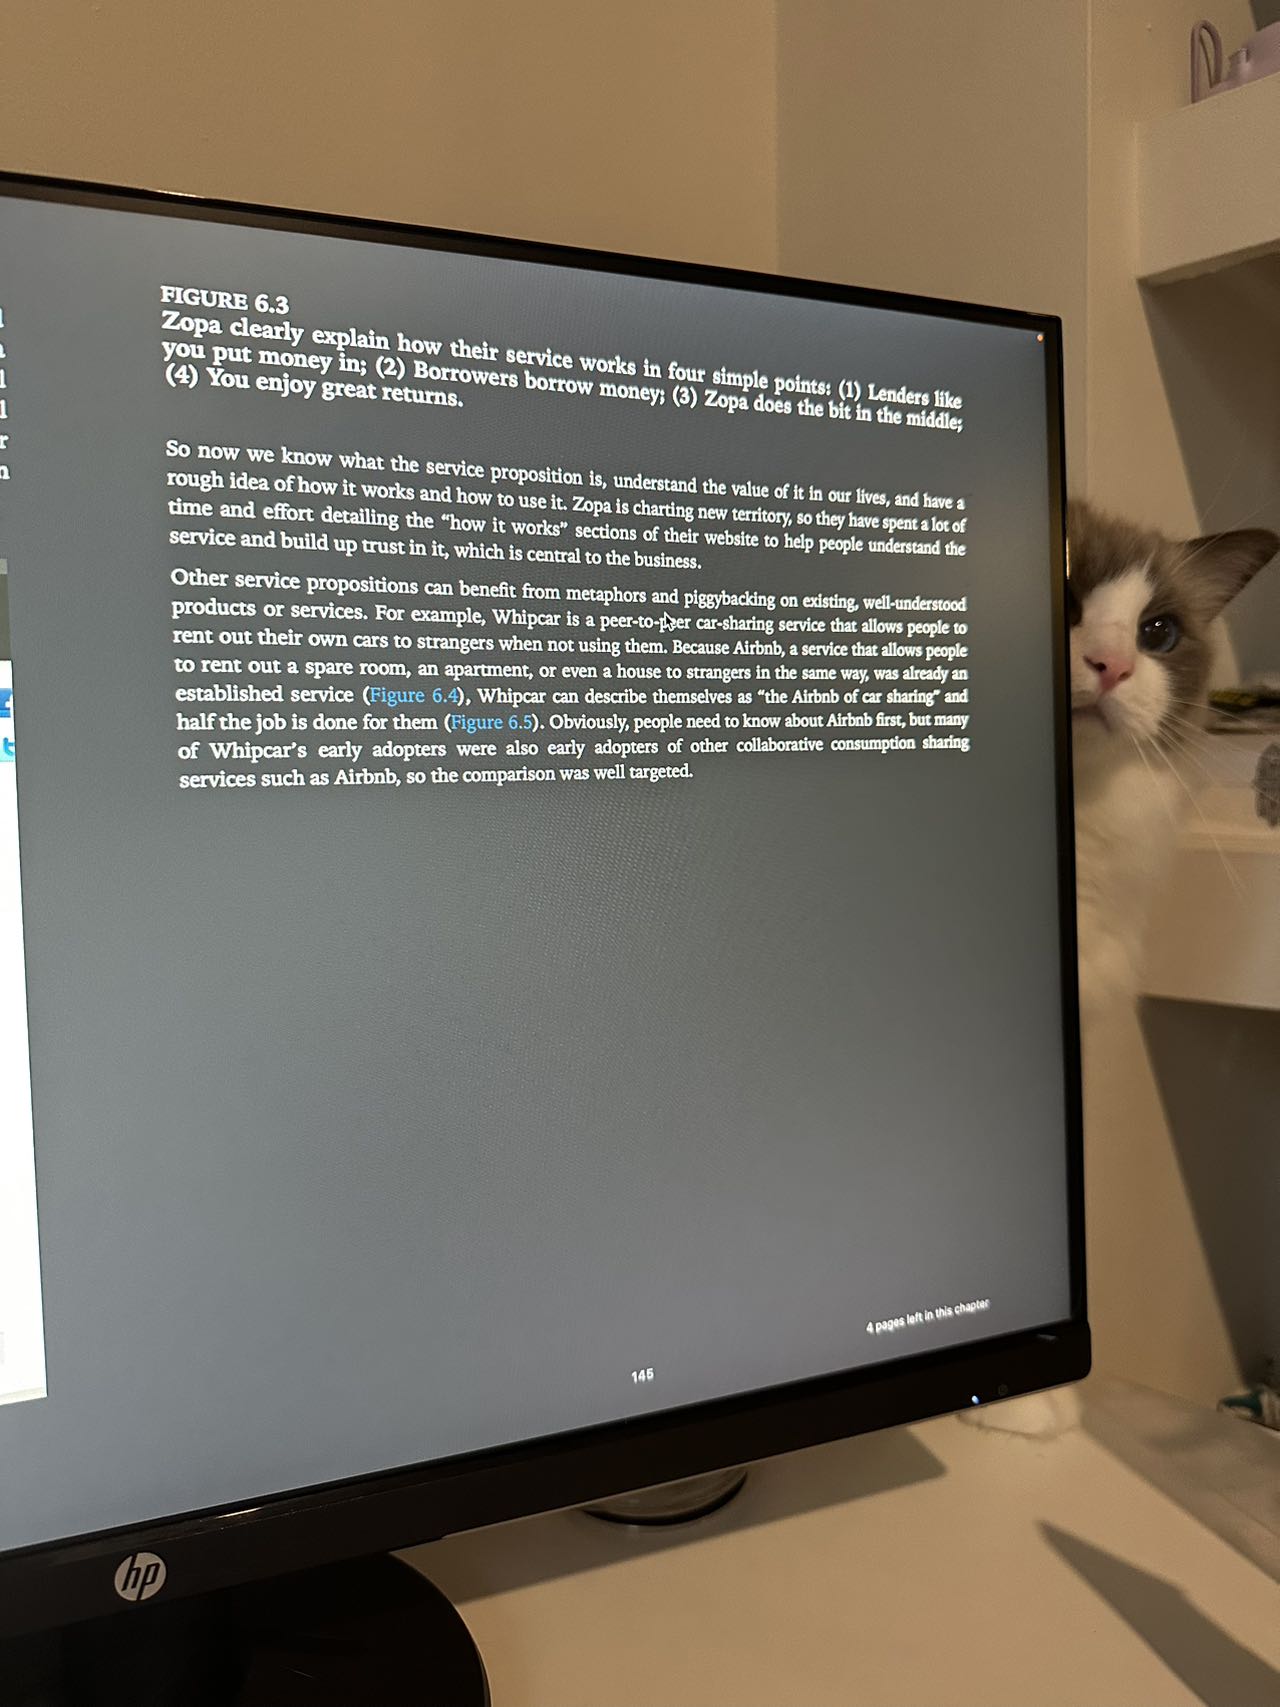 FIGURE 6.3
Zopa clearly explain how their service works in four simple points: (1) Lenders like
you put money in; (2) Borrowers borrow money; (3) Zopa does the bit in the middle;
(4) You enjoy great returns.
So now we know what the service proposition is, understand the value of it in our lives, and have a
rough idea of how it works and how to use it. Zopa is charting new territory, so they have spent a lot of
time and effort detailing the “how it works” sections of their website to help people understand the
service and build up trust in it, which is central to the business.
Other service propositions can benefit from metaphors and piggybacking on existing, well-understood
products or services. For example, Whipcar is a peer-to-peer car-sharing service that allows people to
rent out their own cars to strangers when not using them. Because Airbnb, a service that allows people
to rent out a spare room, an apartment, or even a house to strangers in the same way, was already an
established service (Figure 6.4), Whipcar can describe themselves as “the Airbnb of car sharing” and
half the job is done for them (Figure 6.5). Obviously, people need to know about Airbnb first, but many
of Whipcar’s early adopters were also early adopters of other collaborative consumption sharing
services such as Airbnb, so the comparison was well targeted.
4 pages left in this chapter
145
hp